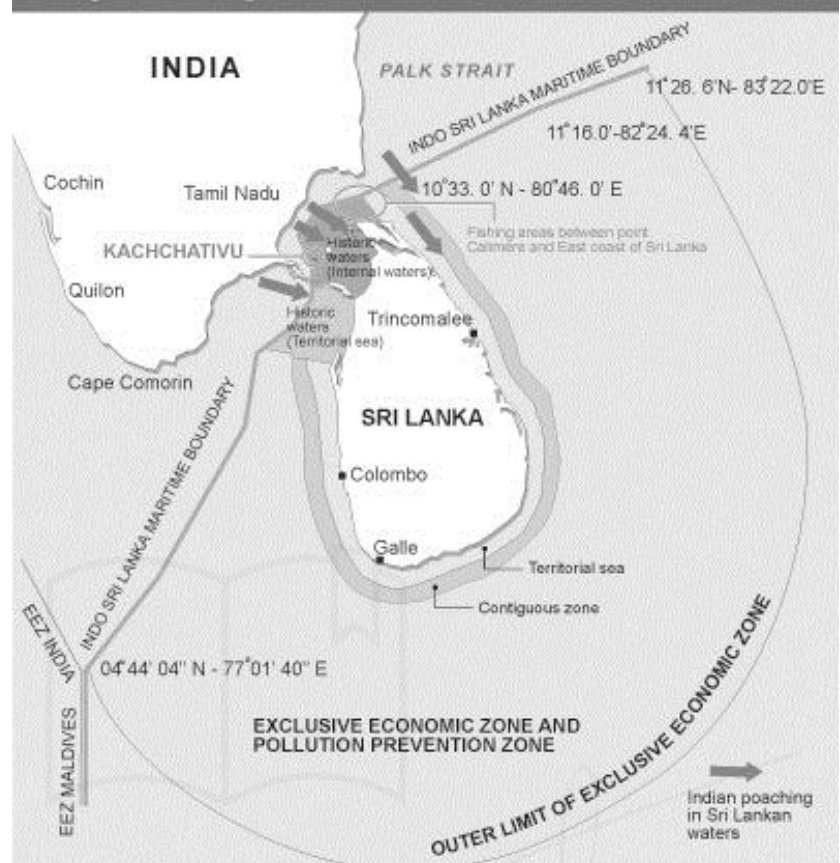 INDIA
PALK STRAIT
INDO SRI LANKA MARITIME BOUNDARY
11°26. 6'N- 83°22.0'E
11°16.0'-82°24. 4'E
10°33. 0' N - 80°46. 0' E
Cochin
Tamil Nadu
Fishing areas between point
Calimere and East coast of Sri Lanka
KACHCHATIVU
Historic
waters
(Internal waters)
Quilon
Historic
waters
(Territorial sea)
Trincomalee
Cape Comorin
SRI LANKA
INDO SRI LANKA MARITIME BOUNDARY
Colombo
Galle
Territorial sea
Contiguous zone
EEZ INDIA
04°44' 04" N - 77°01' 40" E
EEZ MALDIVES
EXCLUSIVE ECONOMIC ZONE AND
POLLUTION PREVENTION ZONE
OUTER LIMIT OF EXCLUSIVE ECONOMIC ZONE
Indian poaching
in Sri Lankan
waters